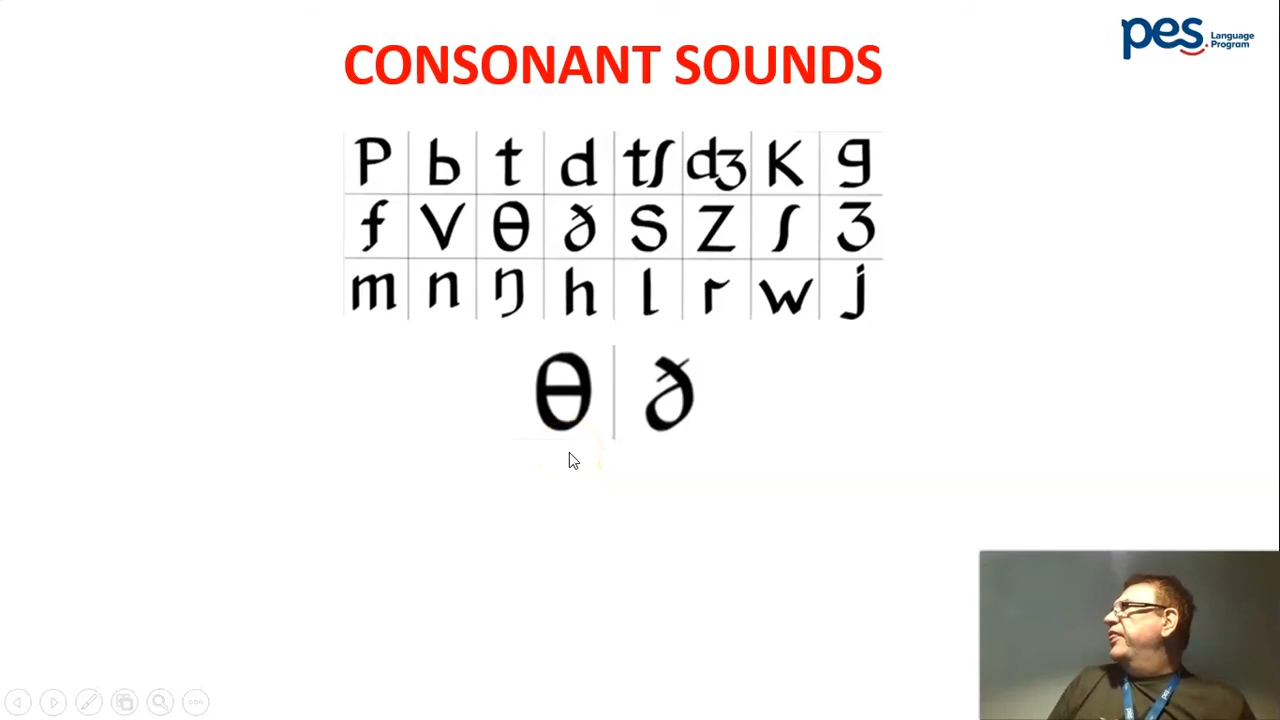 pes. Language
Program
CONSONANT SOUNDS
P b t d tʃ dʒ K g
f V θ ð S Z ʃ ʒ
m n ŋ h l r w j
θ ð